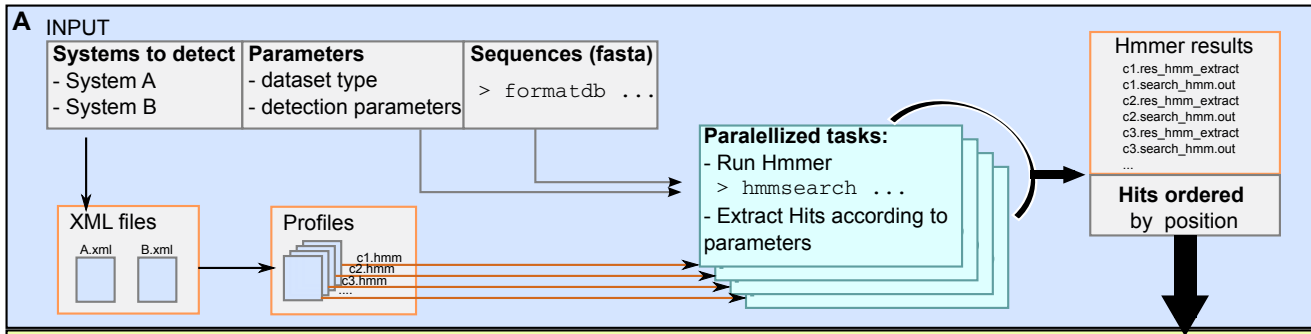 A
INPUT
Systems to detect
- System A
- System B
Parameters
- dataset type
- detection parameters
Sequences (fasta)
> formatdb ...
XML files
A.xml
B.xml
Profiles
c1.hmm
c2.hmm
c3.hmm
....
Paralellized tasks:
- Run Hmmer
> hmmsearch ...
- Extract Hits according to
parameters
Hmmer results
c1.res_hmm_extract
c1.search_hmm.out
c2.res_hmm_extract
c2.search_hmm.out
c3.res_hmm_extract
c3.search_hmm.out
...
Hits ordered
by position